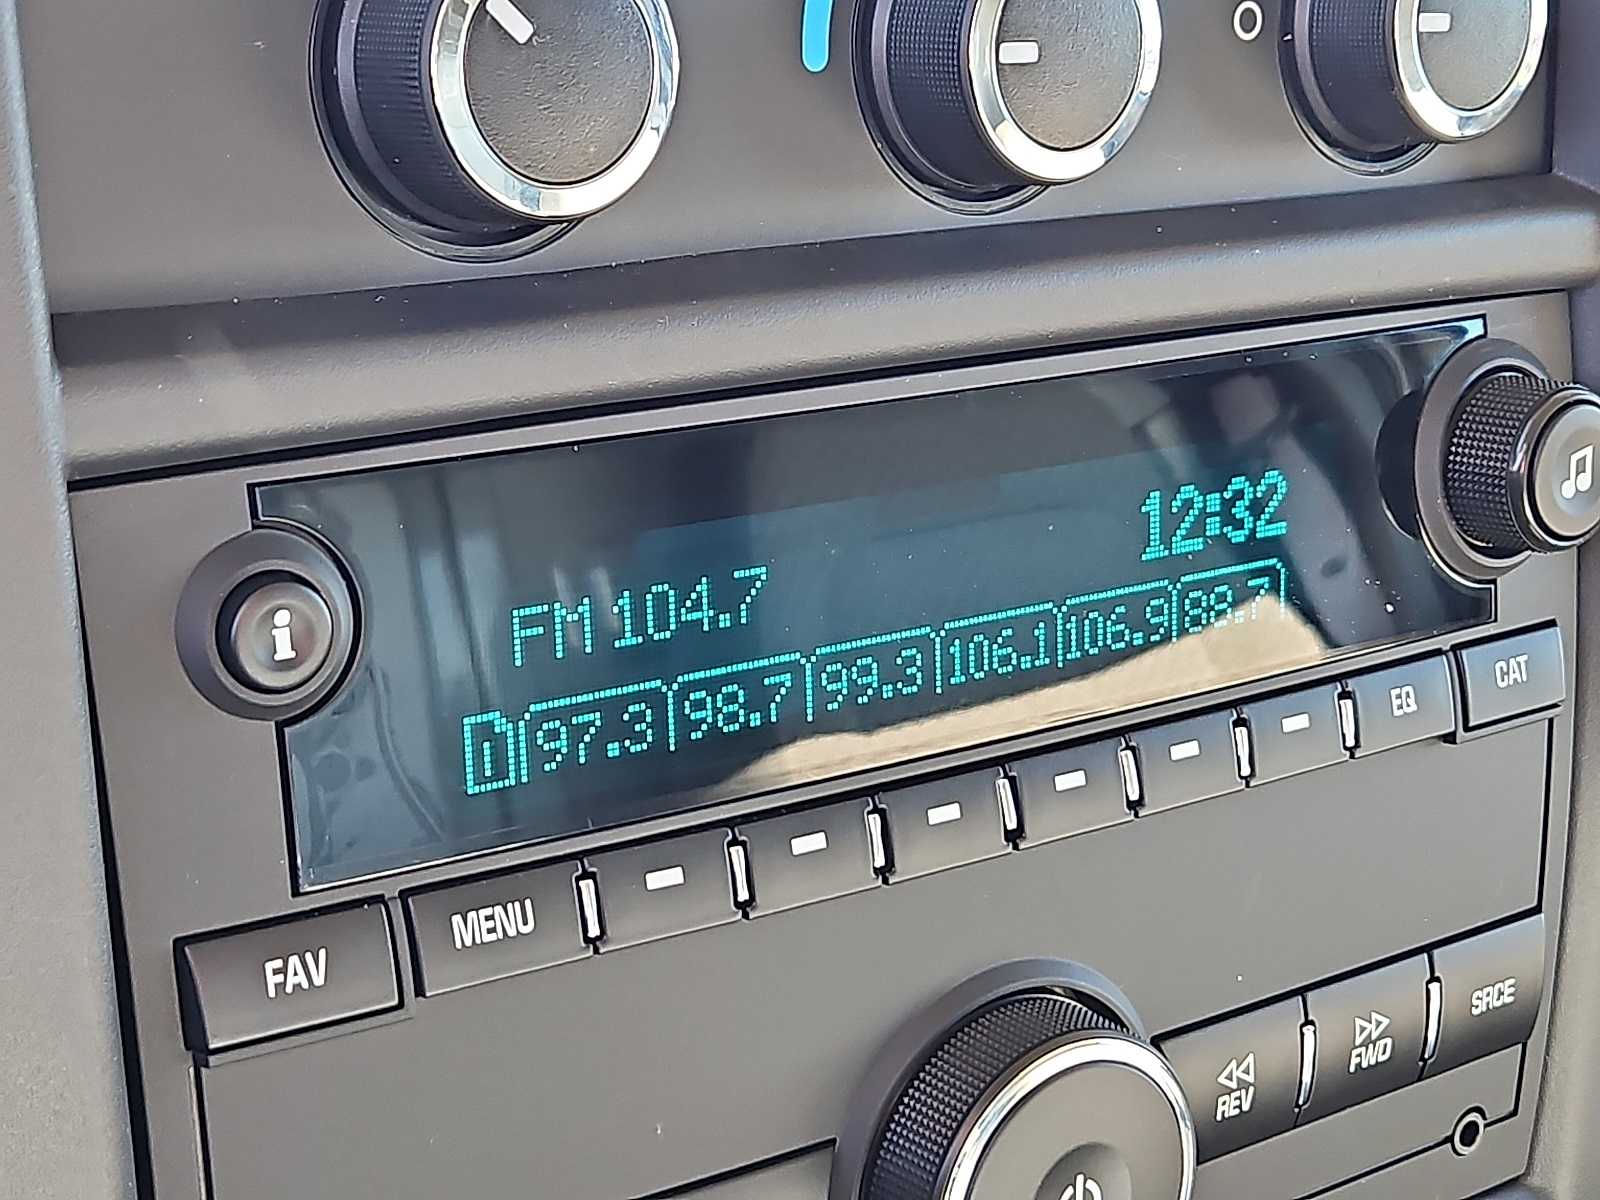 12:32
FM 104.7
1 97.3 98.7 99.3 106.1 106.9 88.7
i
FAV MENU EQ CAT
REV FWD SRCE